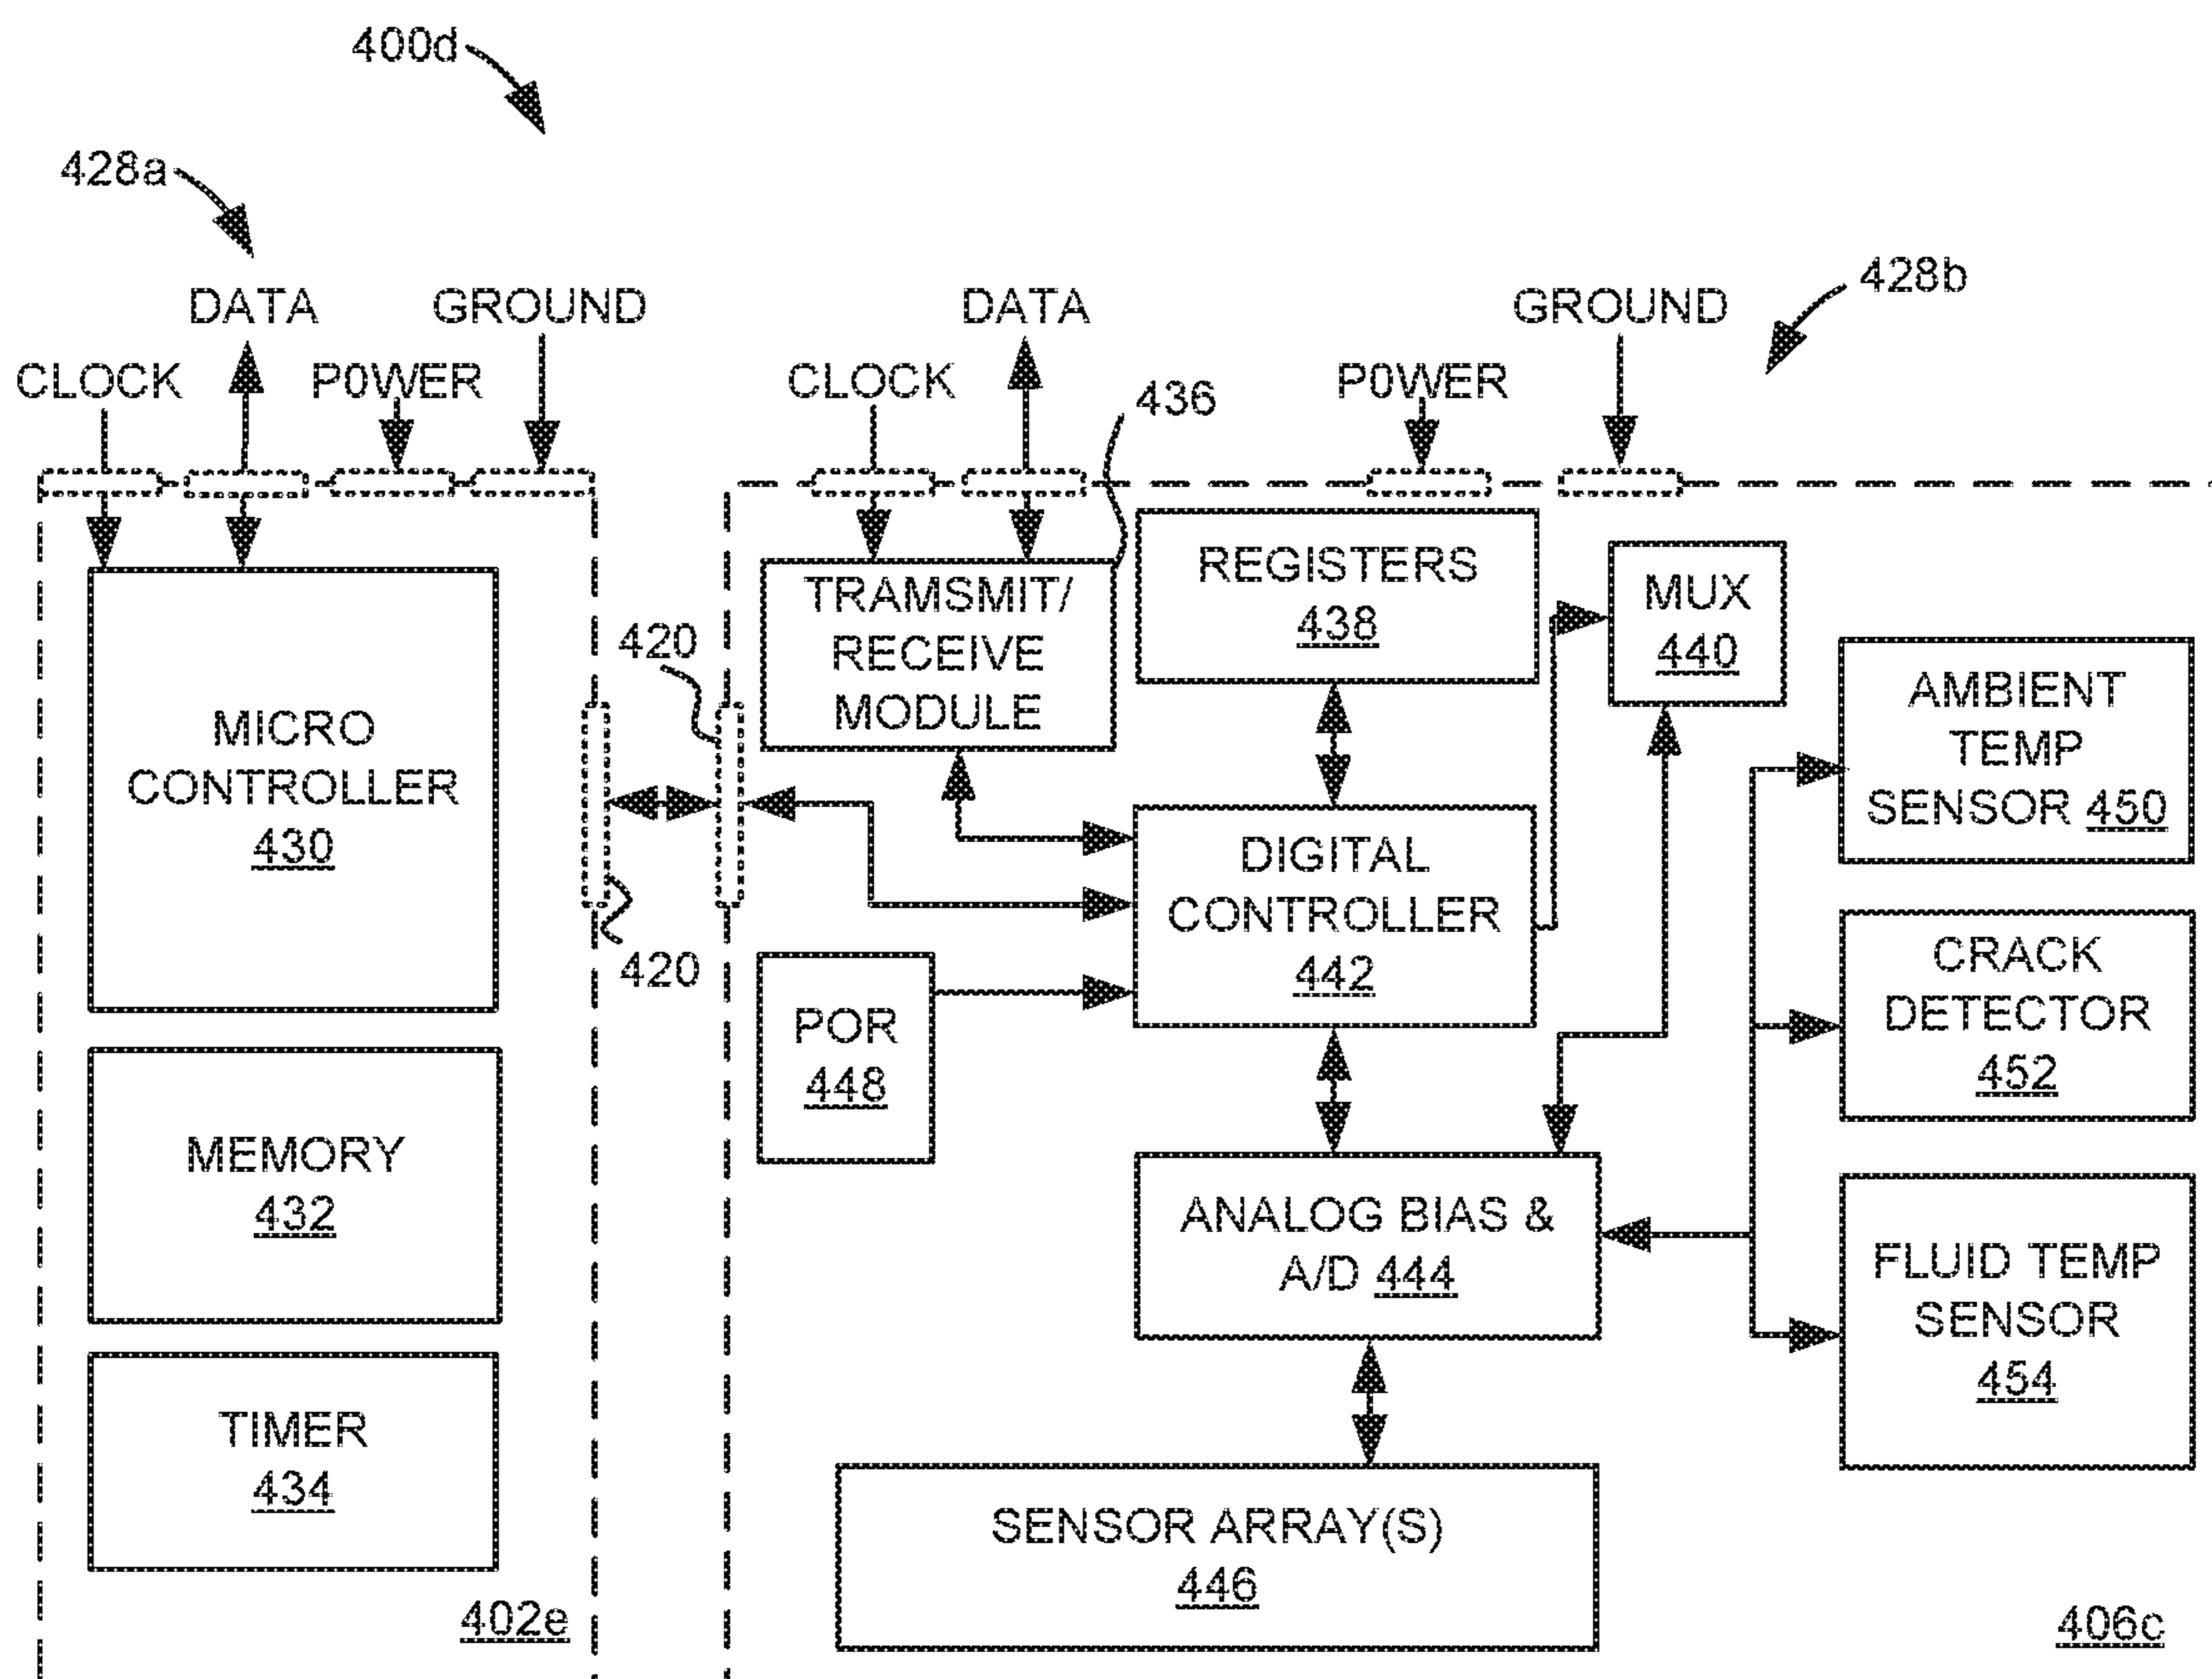 400d
428a
428b
DATA
GROUND
DATA
GROUND
CLOCK
P0WER
CLOCK
P0WER
436
MICRO
CONTROLLER
430
MEMORY
432
TIMER
434
402e
420
420
TRAMSMIT/
RECEIVE
MODULE
REGISTERS
438
MUX
440
DIGITAL
CONTROLLER
442
POR
448
ANALOG BIAS &
A/D 444
SENSOR ARRAY(S)
446
AMBIENT
TEMP
SENSOR 450
CRACK
DETECTOR
452
FLUID TEMP
SENSOR
454
406c